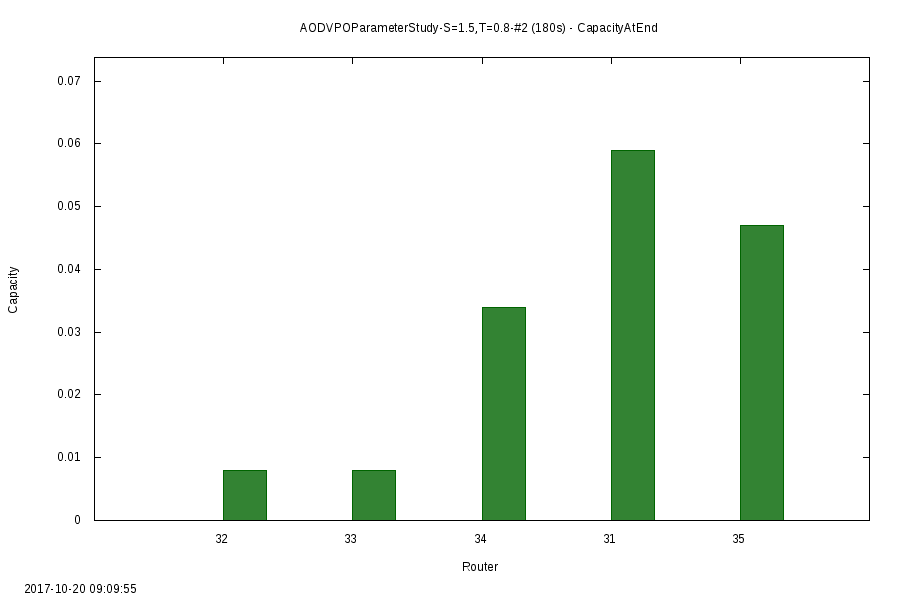 AODVPOParameterStudy-S=1.5,T=0.8-#2 (180s) - CapacityAtEnd
0.07
0.06
0.05
0.04
0.03
0.02
0.01
0
Capacity
32 33 34 31 35
Router
2017-10-20 09:09:55